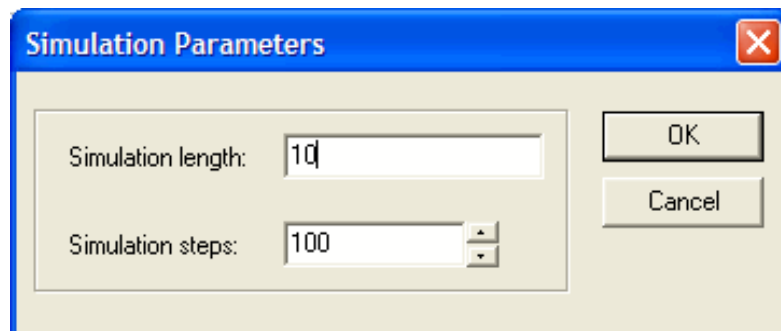 Simulation Parameters
Simulation length: 10
OK
Cancel
Simulation steps: 100